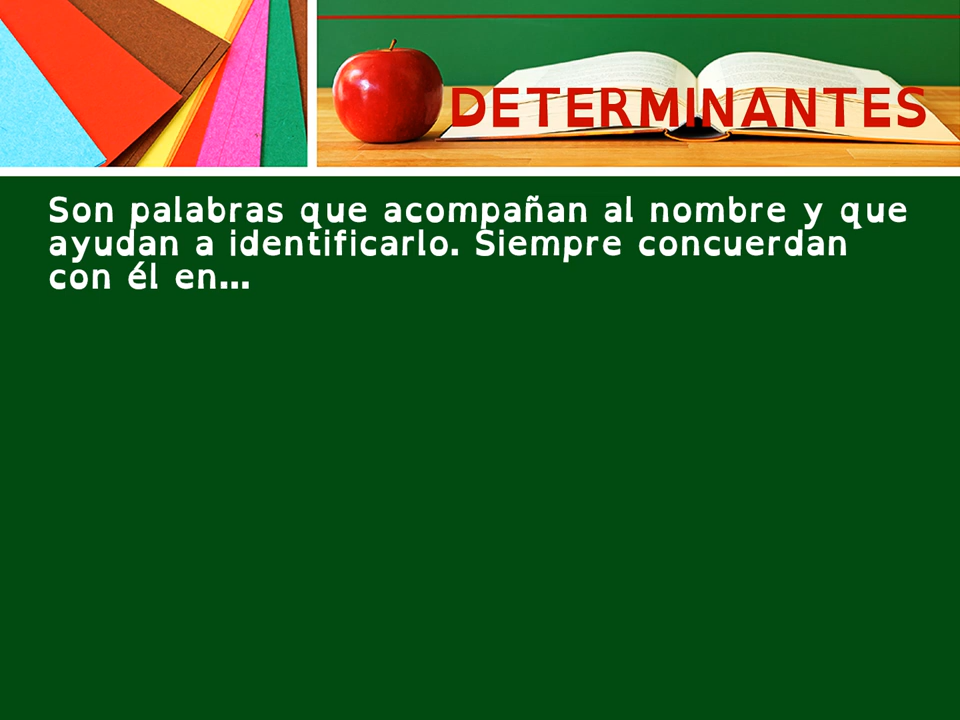 DETERMINANTES
Son palabras que acompañan al nombre y que
ayudan a identificarlo. Siempre concuerdan
con él en...